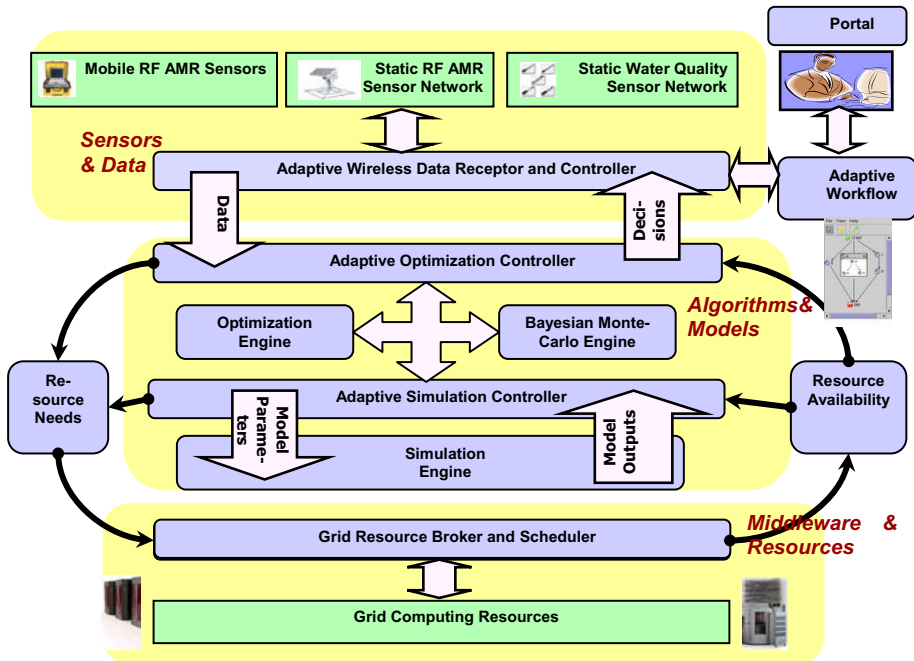 Portal
Mobile RF AMR Sensors
Static RF AMR
Sensor Network
Static Water Quality
Sensor Network
Sensors
& Data
Adaptive Wireless Data Receptor and Controller
Adaptive
Workflow
Data
Deci-
sions
File View Help
Adaptive Optimization Controller
Algorithms&
Models
Optimization
Engine
Bayesian Monte-
Carlo Engine
Re-
source
Needs
Adaptive Simulation Controller
Resource
Availability
Model
Parame-
ters
Model
Outputs
Simulation
Engine
Grid Resource Broker and Scheduler
Middleware &
Resources
Grid Computing Resources